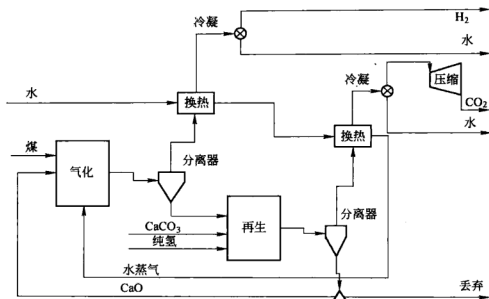 H₂
冷凝
水
冷凝
压缩
水
换热
CO₂
换热
水
煤
分离器
气化
分离器
CaCO₃
再生
纯氢
水蒸气
CaO
丢弃